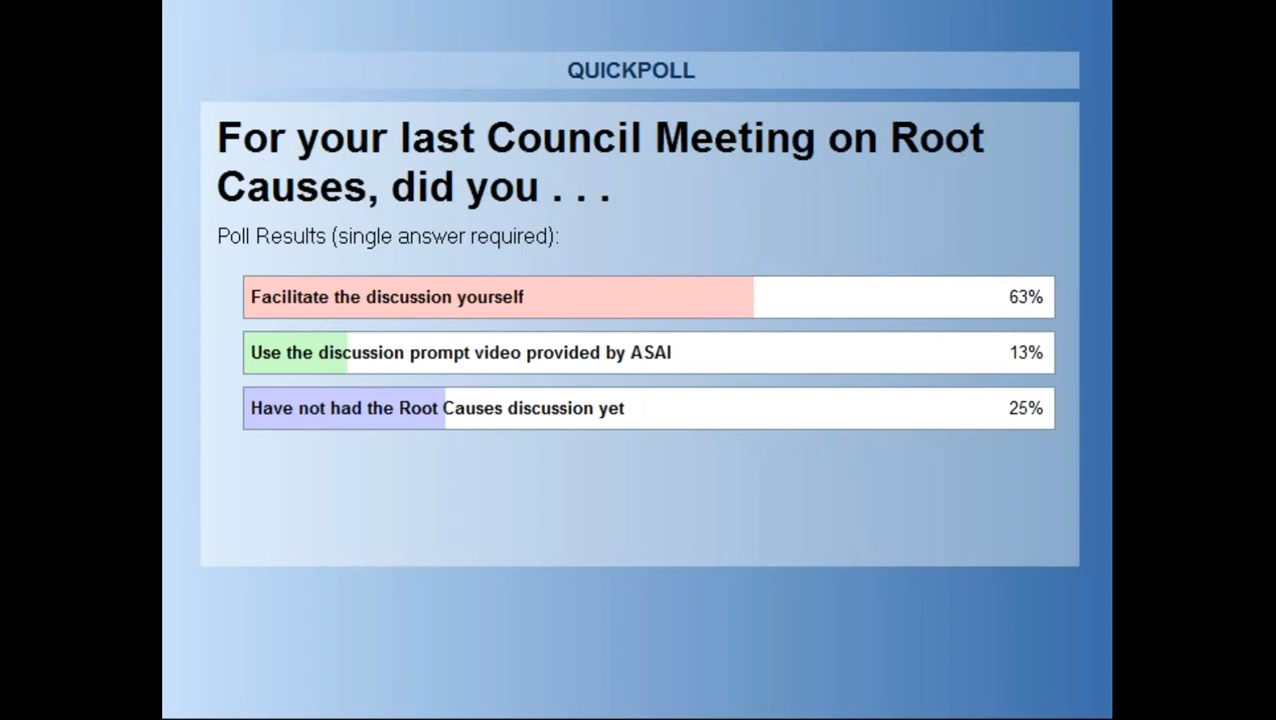 QUICKPOLL
For your last Council Meeting on Root
Causes, did you . . .
Poll Results (single answer required):
Facilitate the discussion yourself 63%
Use the discussion prompt video provided by ASAI 13%
Have not had the Root Causes discussion yet 25%